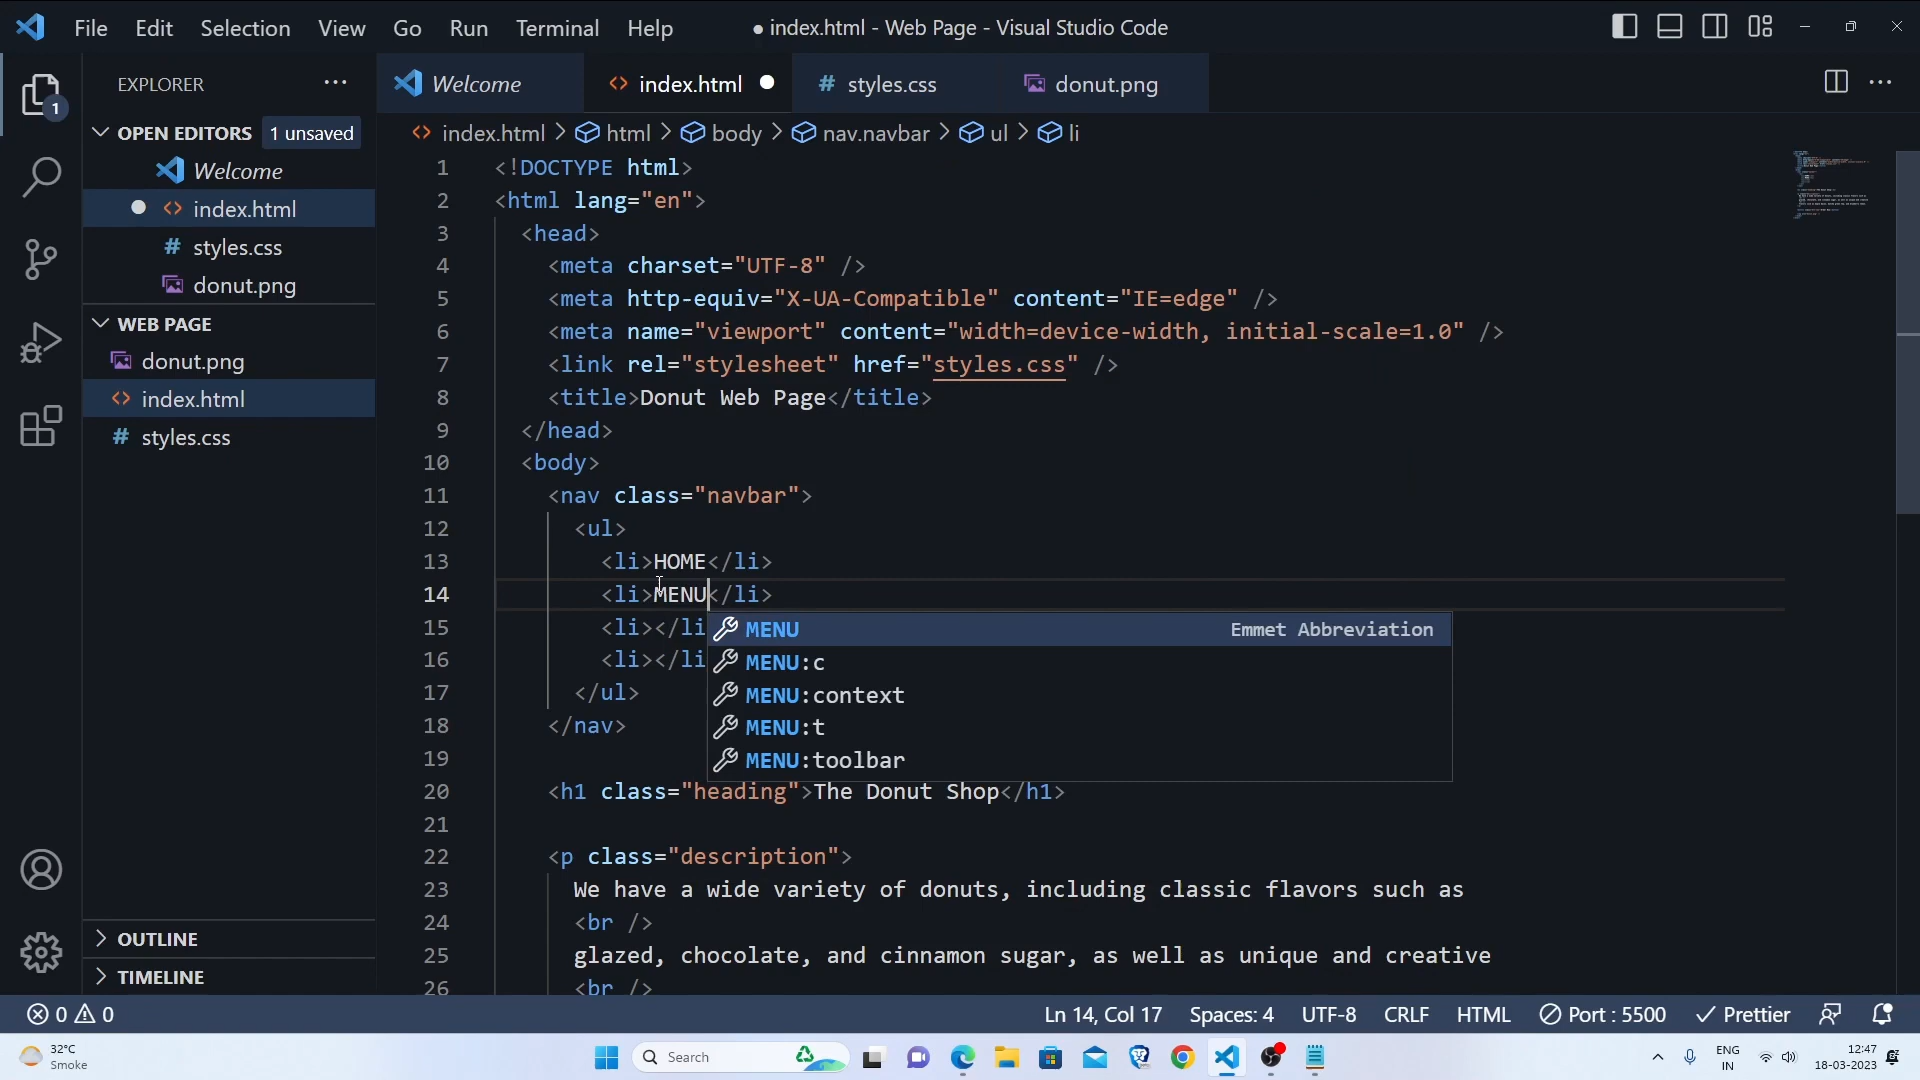 File Edit Selection View Go Run Terminal Help ● index.html - Web Page - Visual Studio Code
EXPLORER ···
Welcome index.html ● styles.css donut.png
OPEN EDITORS 1 unsaved
Welcome
index.html
styles.css
donut.png
WEB PAGE
donut.png
index.html
styles.css
OUTLINE
TIMELINE
1
index.html > html > body > nav.navbar > ul > li
1 <!DOCTYPE html>
2 <html lang="en">
3 <head>
4 <meta charset="UTF-8" />
5 <meta http-equiv="X-UA-Compatible" content="IE=edge" />
6 <meta name="viewport" content="width=device-width, initial-scale=1.0" />
7 <link rel="stylesheet" href="styles.css" />
8 <title>Donut Web Page</title>
9 </head>
10 <body>
11 <nav class="navbar">
12 <ul>
13 <li>HOME</li>
14 <li>MENU</li>
15 <li></li
16 <li></li
17 </ul>
18 </nav>
19
20 <h1 class="heading">The Donut Shop</h1>
21
22 <p class="description">
23 We have a wide variety of donuts, including classic flavors such as
24 <br />
25 glazed, chocolate, and cinnamon sugar, as well as unique and creative
26 <br />
MENU Emmet Abbreviation
MENU:c
MENU:context
MENU:t
MENU:toolbar
0 0 Ln 14, Col 17 Spaces: 4 UTF-8 CRLF HTML Port : 5500 Prettier
32°C
Smoke
Search
ENG
IN
12:47
18-03-2023